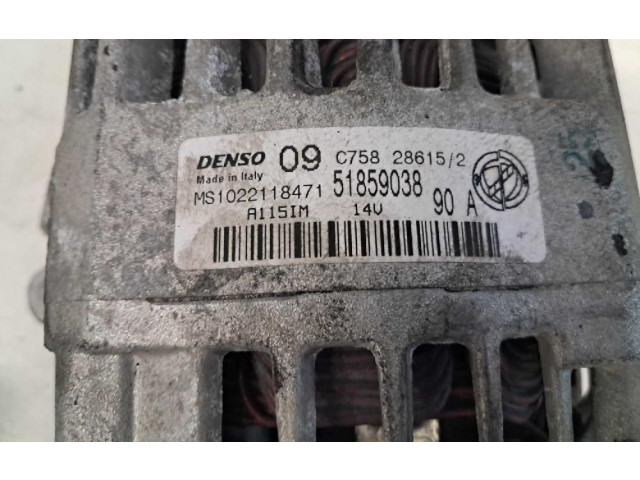 DENSO 09 C758 28615/2
Made in Italy
MS1022118471 51859038
A115IM 14V 90 A